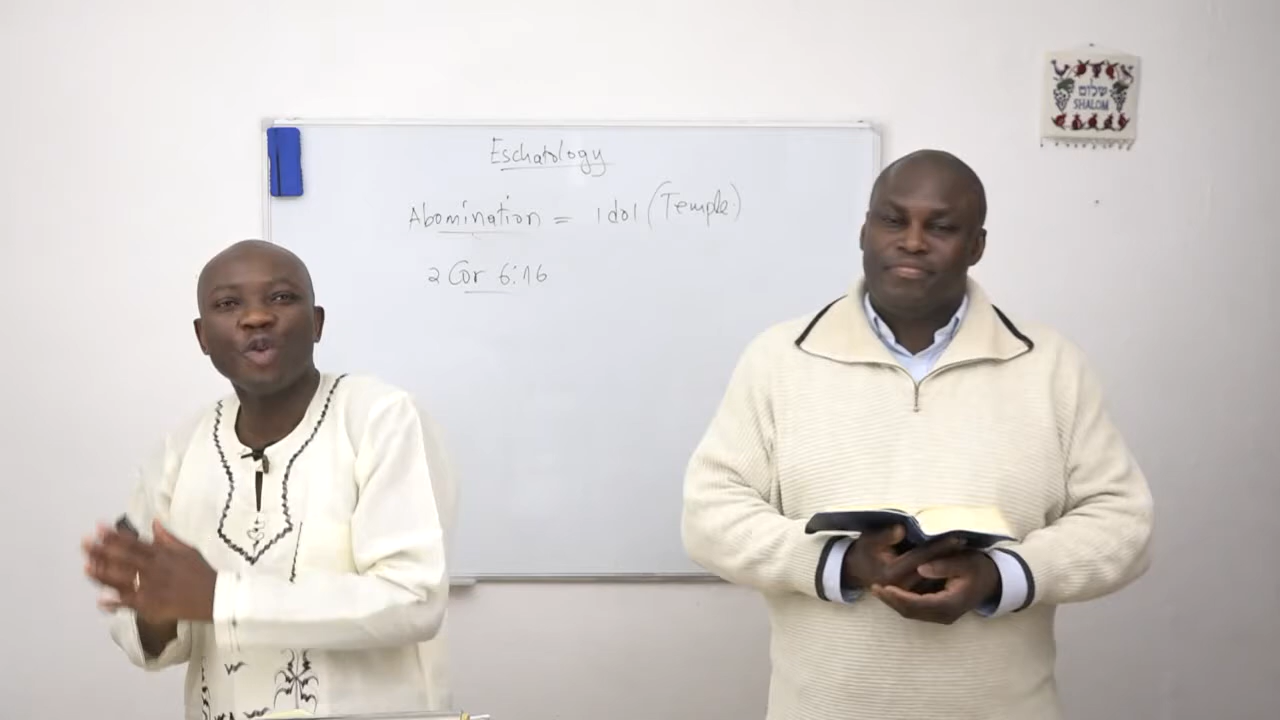 Eschatology
Abomination = Idol (Temple)
2 Cor 6:16
שלום
SHALOM